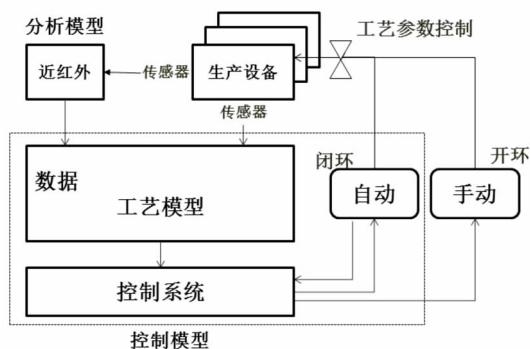 分析模型
工艺参数控制
近红外
传感器
生产设备
传感器
闭环
开环
数据
工艺模型
自动
手动
控制系统
控制模型